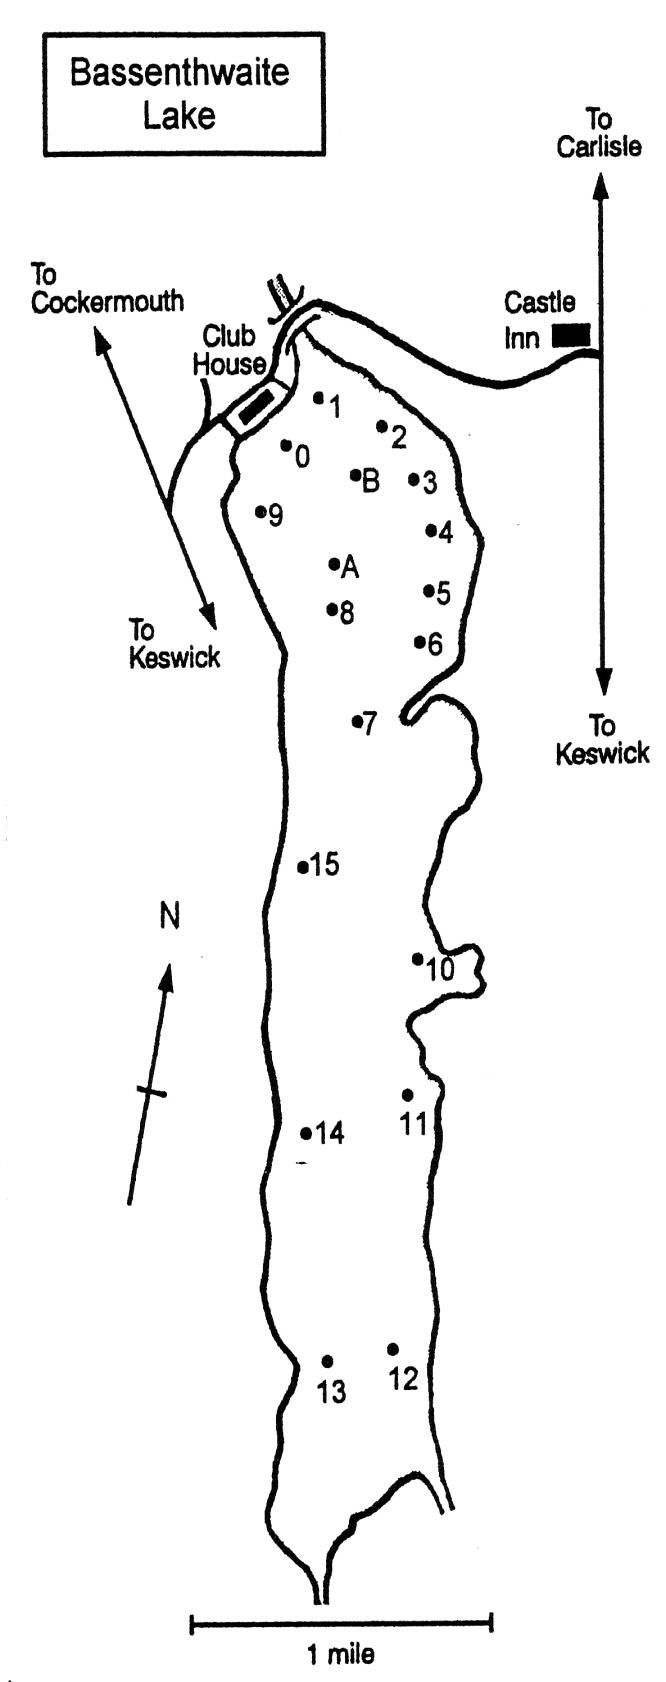 Bassenthwaite
Lake
To
Carlisle
To
Cockermouth
Castle
Inn
Club
House
1
2
0
B
3
9
4
A
5
8
6
To
Keswick
7
To
Keswick
15
N
10
11
14
12
13
1 mile